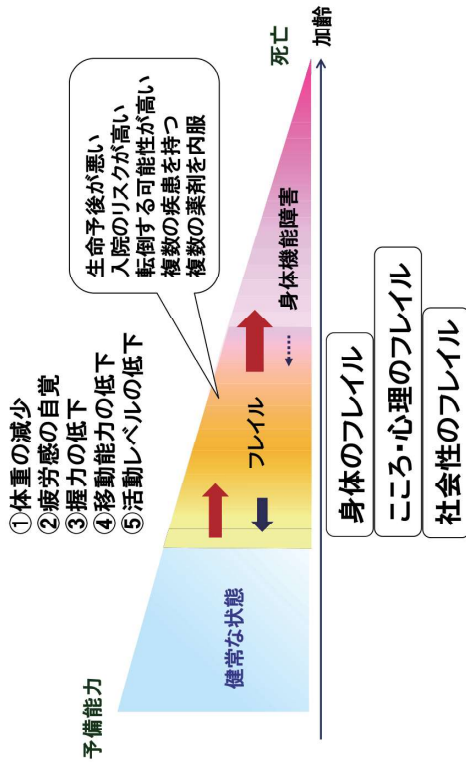 予備能力
①体重の減少
②疲労感の自覚
③握力の低下
④移動能力の低下
⑤活動レベルの低下
生命予後が悪い
入院のリスクが高い
転倒する可能性が高い
複数の疾患を持つ
複数の薬剤を内服
健常な状態
フレイル
身体機能障害
死亡
加齢
身体のフレイル
こころ・心理のフレイル
社会性のフレイル